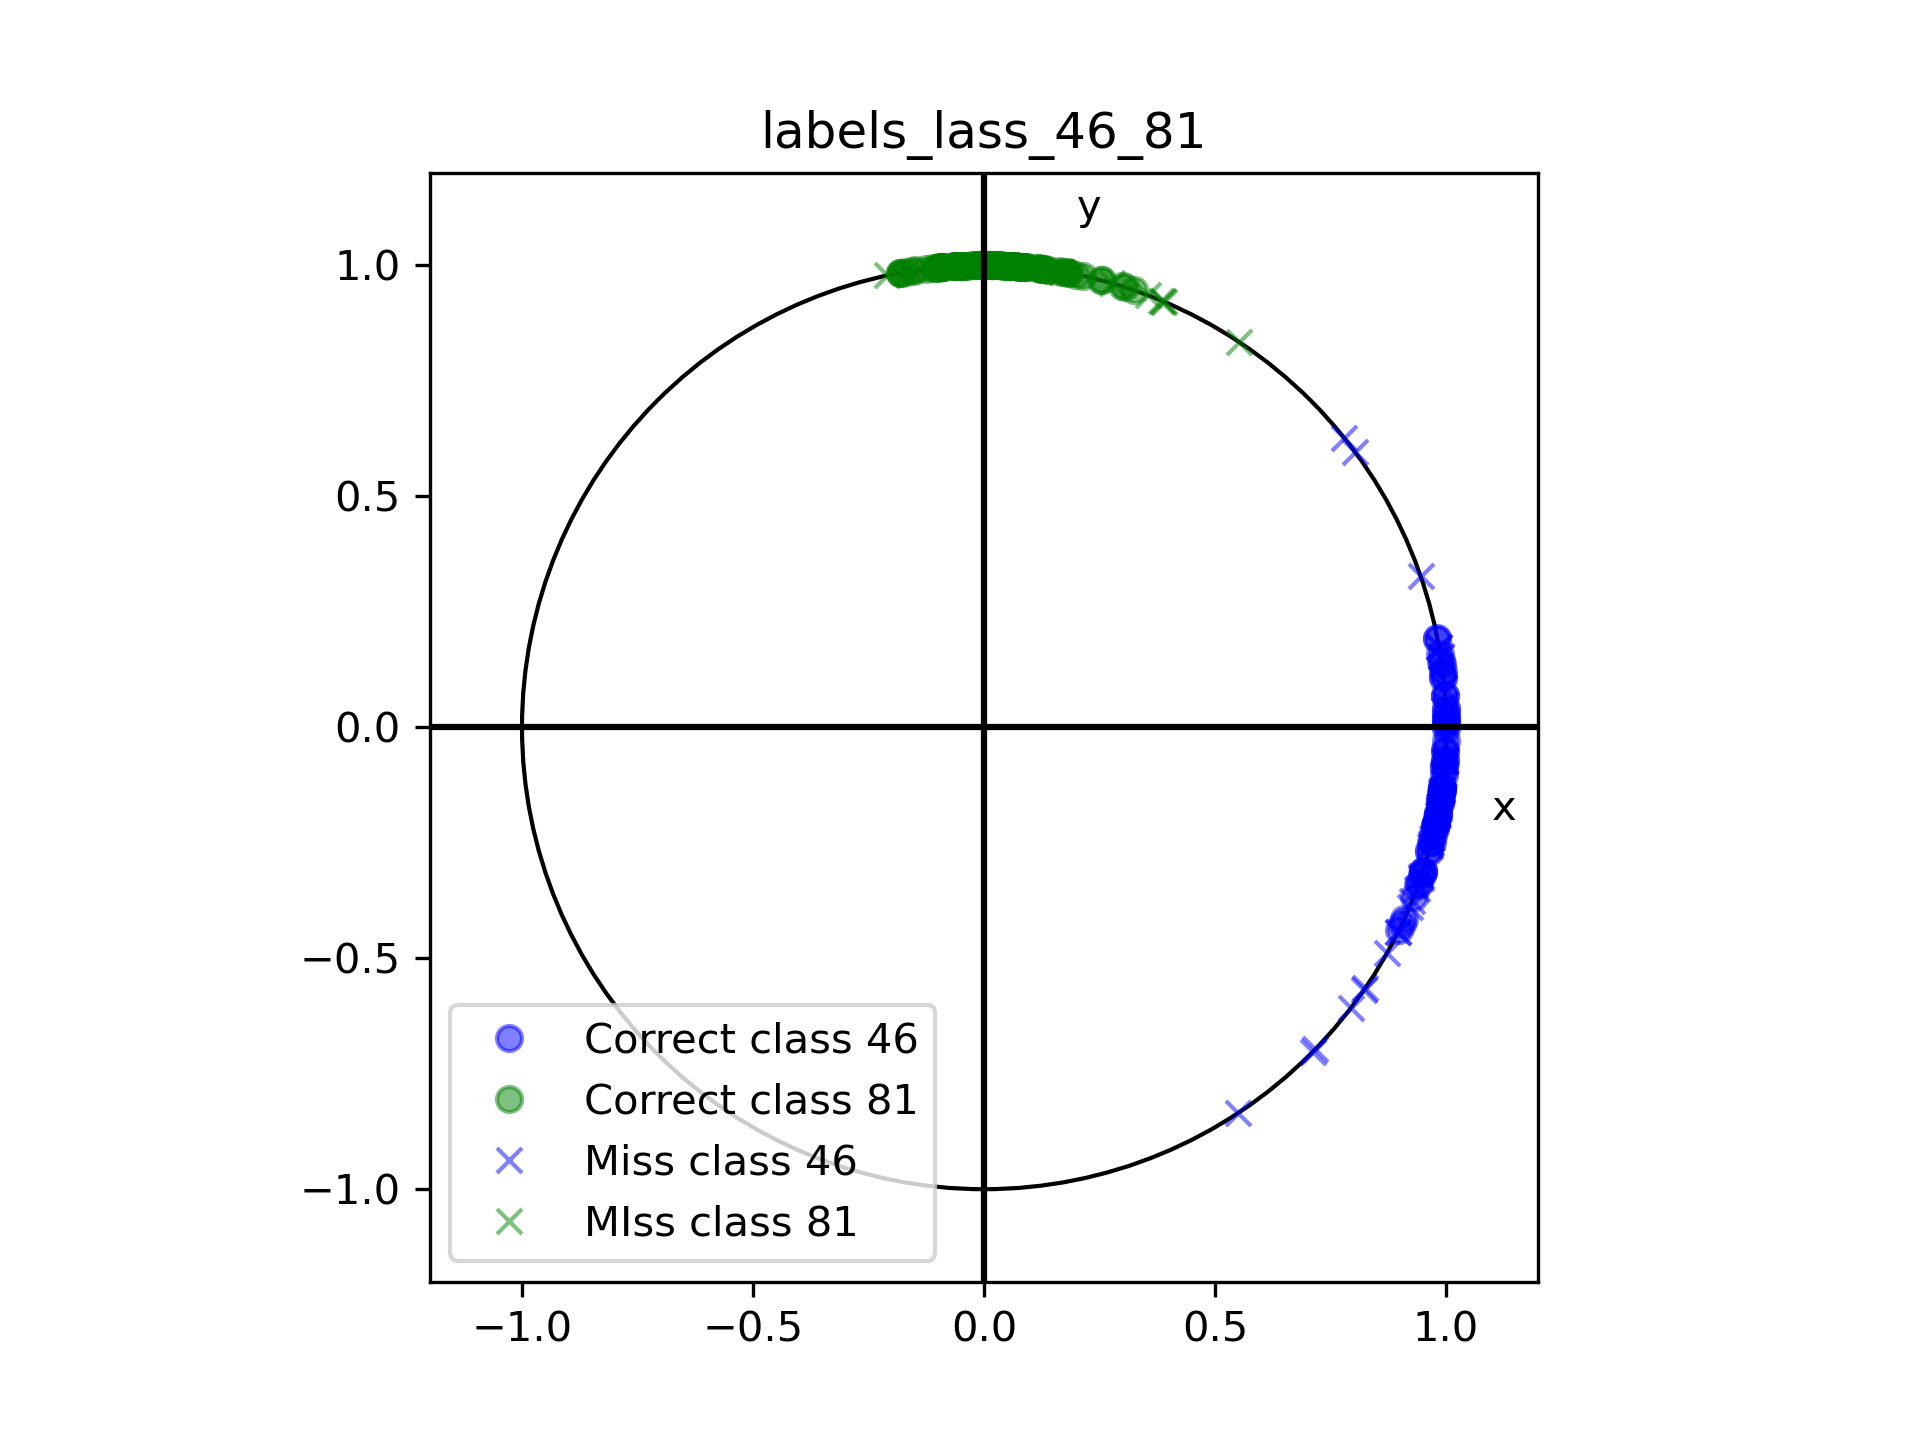 labels_lass_46_81
y
1.0
0.5
0.0
x
−0.5
−1.0
Correct class 46
Correct class 81
Miss class 46
MIss class 81
−1.0 −0.5 0.0 0.5 1.0